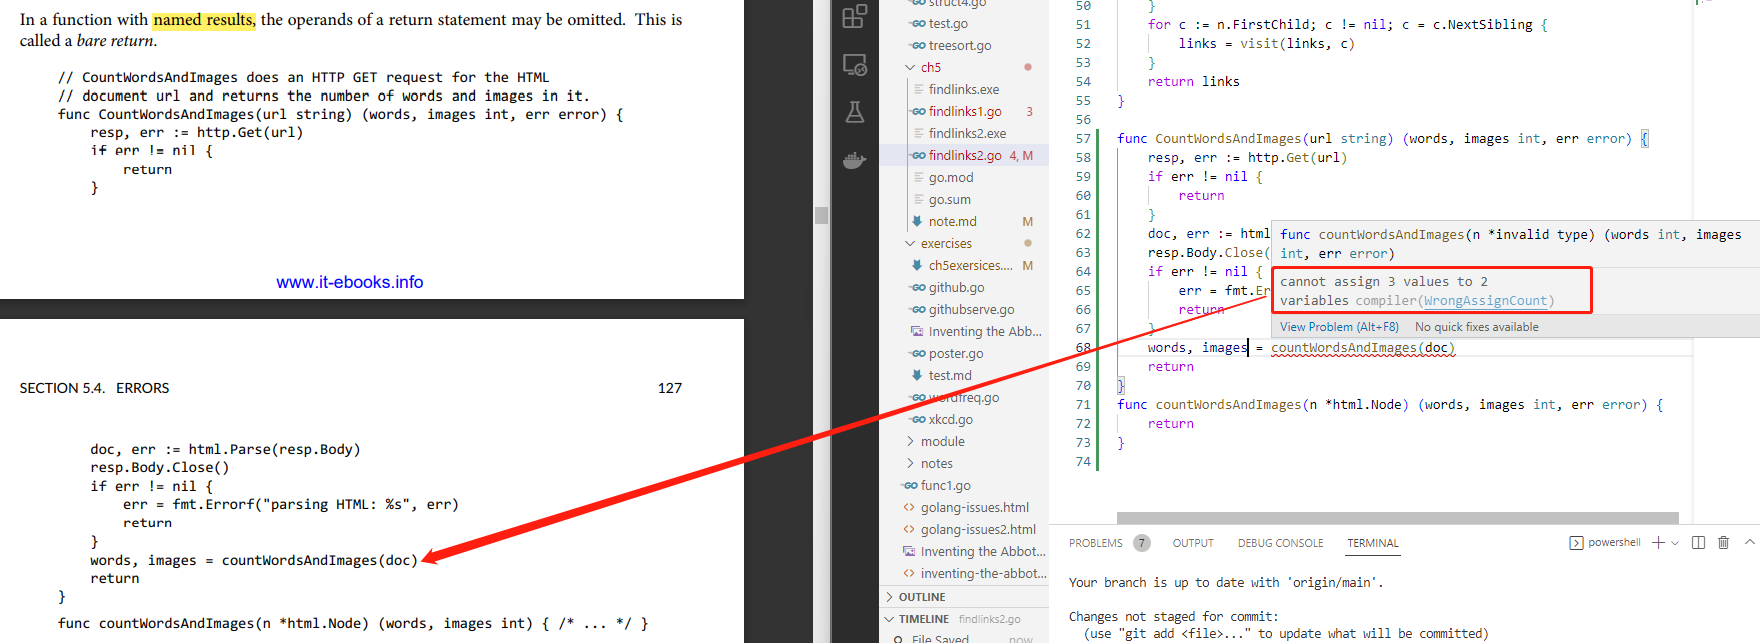 In a function with named results, the operands of a return statement may be omitted. This is
called a bare return.
// CountWordsAndImages does an HTTP GET request for the HTML
// document url and returns the number of words and images in it.
func CountWordsAndImages(url string) (words, images int, err error) {
resp, err := http.Get(url)
if err != nil {
return
}
www.it-ebooks.info
SECTION 5.4. ERRORS 127
doc, err := html.Parse(resp.Body)
resp.Body.Close()
if err != nil {
err = fmt.Errorf("parsing HTML: %s", err)
return
}
words, images = countWordsAndImages(doc)
return
}
func countWordsAndImages(n *html.Node) (words, images int) { /* ... */ }
struct4.go
test.go
treesort.go
ch5
findlinks.exe
findlinks1.go 3
findlinks2.exe
findlinks2.go 4, M
go.mod
go.sum
note.md M
exercises
ch5exersices.... M
github.go
githubserve.go
Inventing the Abb...
poster.go
test.md
wordfreq.go
xkcd.go
module
notes
func1.go
golang-issues.html
golang-issues2.html
Inventing the Abbot...
inventing-the-abbot...
OUTLINE
TIMELINE findlinks2.go
File Saved now
50 }
51 for c := n.FirstChild; c != nil; c = c.NextSibling {
52 links = visit(links, c)
53 }
54 return links
55 }
56
57 func CountWordsAndImages(url string) (words, images int, err error) {
58 resp, err := http.Get(url)
59 if err != nil {
60 return
61 }
62 doc, err := html
63 resp.Body.Close(
64 if err != nil {
65 err = fmt.Er
66 return
67 }
68 words, images = countWordsAndImages(doc)
69 return
70 }
71 func countWordsAndImages(n *html.Node) (words, images int, err error) {
72 return
73 }
74
func countWordsAndImages(n *invalid type) (words int, images
int, err error)
cannot assign 3 values to 2
variables compiler(WrongAssignCount)
View Problem (Alt+F8) No quick fixes available
PROBLEMS 7 OUTPUT DEBUG CONSOLE TERMINAL powershell
Your branch is up to date with 'origin/main'.
Changes not staged for commit:
(use "git add <file>..." to update what will be committed)